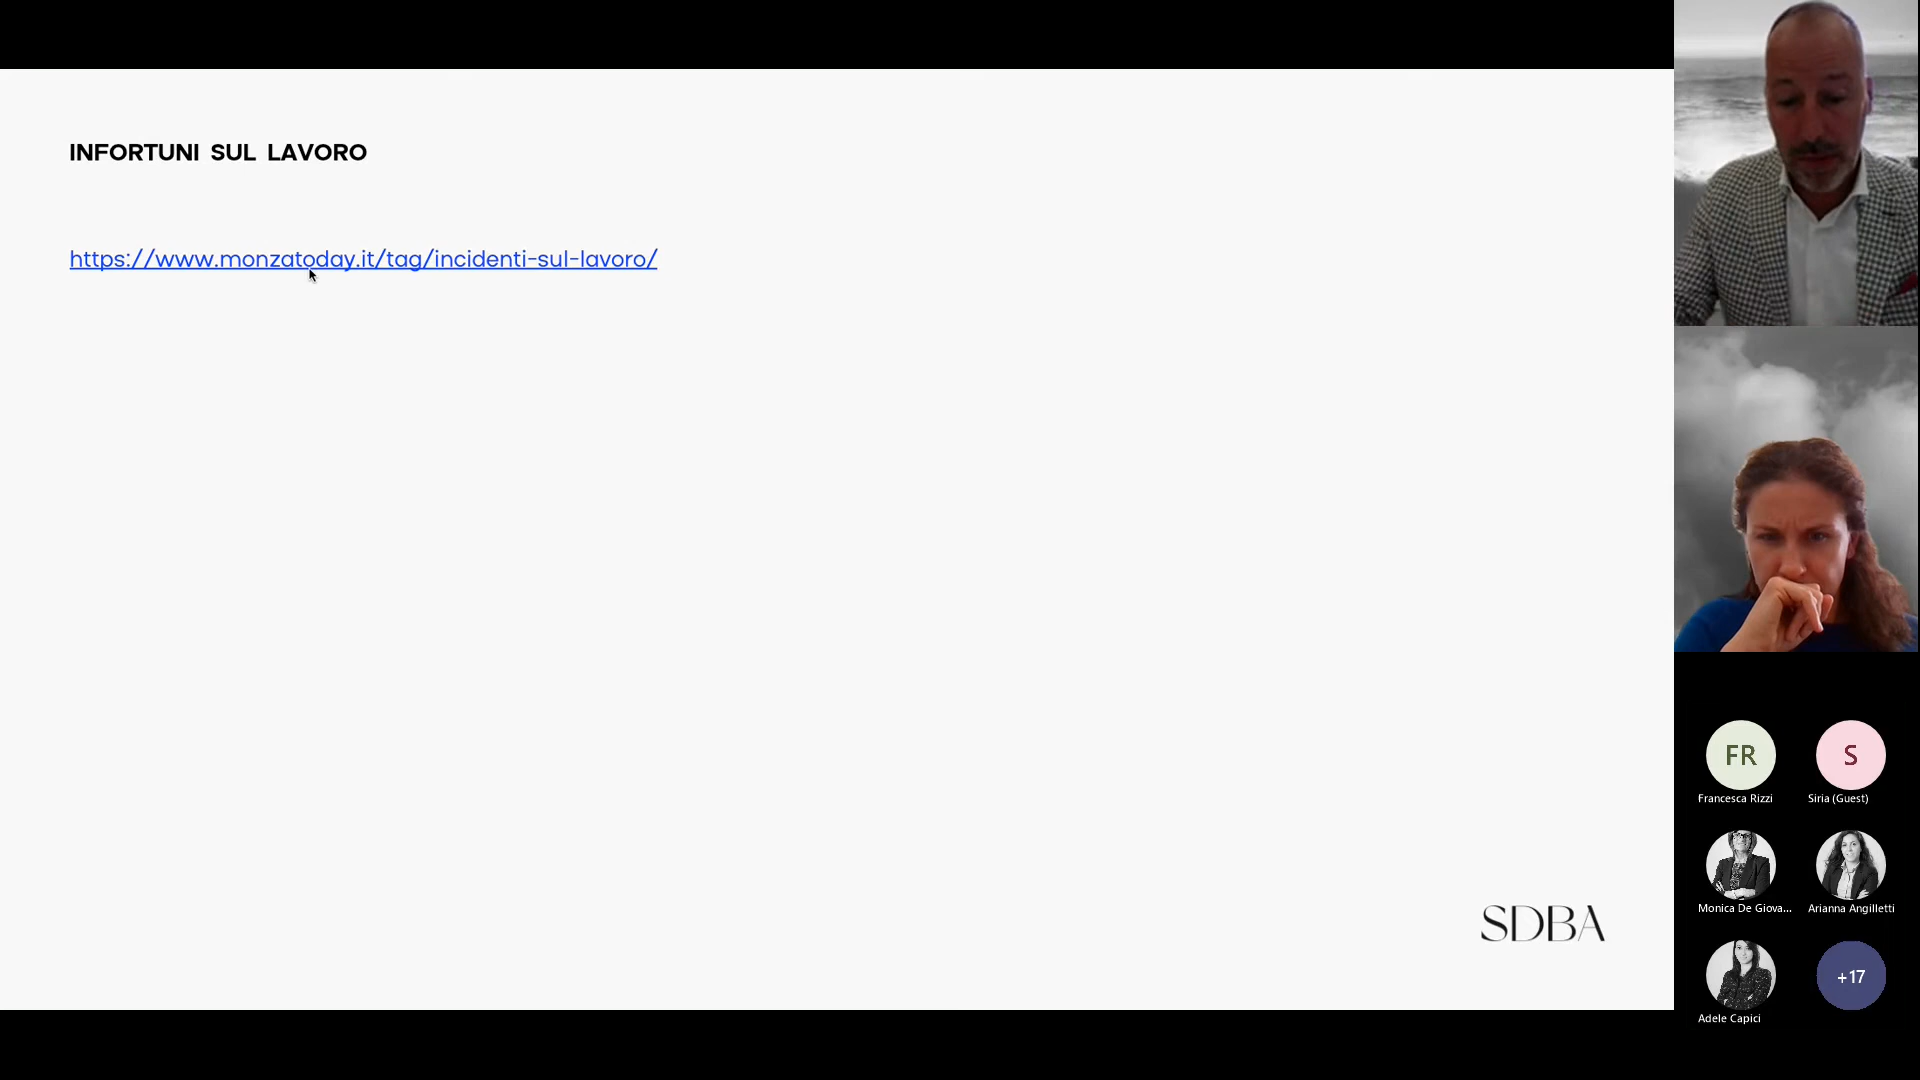 INFORTUNI SUL LAVORO
https://www.monzatoday.it/tag/incidenti-sul-lavoro/
SDBA
FR
S
Francesca Rizzi
Siria (Guest)
Monica De Giova...
Arianna Angilletti
+17
Adele Capici